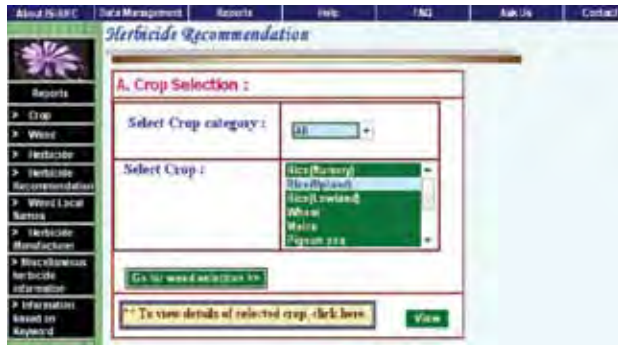 Data Management
Reports
Help
FAQ
Ask Us
Contact
Herbicide Recommendation
Reports
> Crop
> Weed
> Herbicide
> Herbicide
Recommendation
> Weed Local
Names
> Herbicide
Manufacturer
> Miscellaneous
herbicide
information
> Information
based on
Keyword
A. Crop Selection :
Select Crop category :
All
Select Crop :
Rice(Nursery)
Rice(Upland)
Rice(Lowland)
Wheat
Maize
Pigeon pea
Go for weed selection >>
** To view details of selected crop, click here.
View